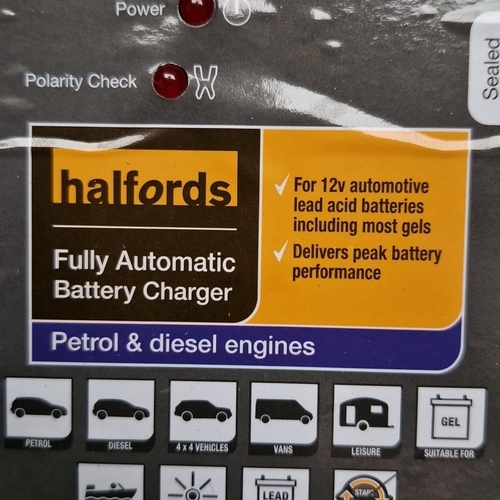 Power
Polarity Check
Sealed
halfords
Fully Automatic
Battery Charger
For 12v automotive
lead acid batteries
including most gels
Delivers peak battery
performance
Petrol & diesel engines
PETROL
DIESEL
4 x 4 VEHICLES
VANS
LEISURE
GEL
SUITABLE FOR
LEAD
START